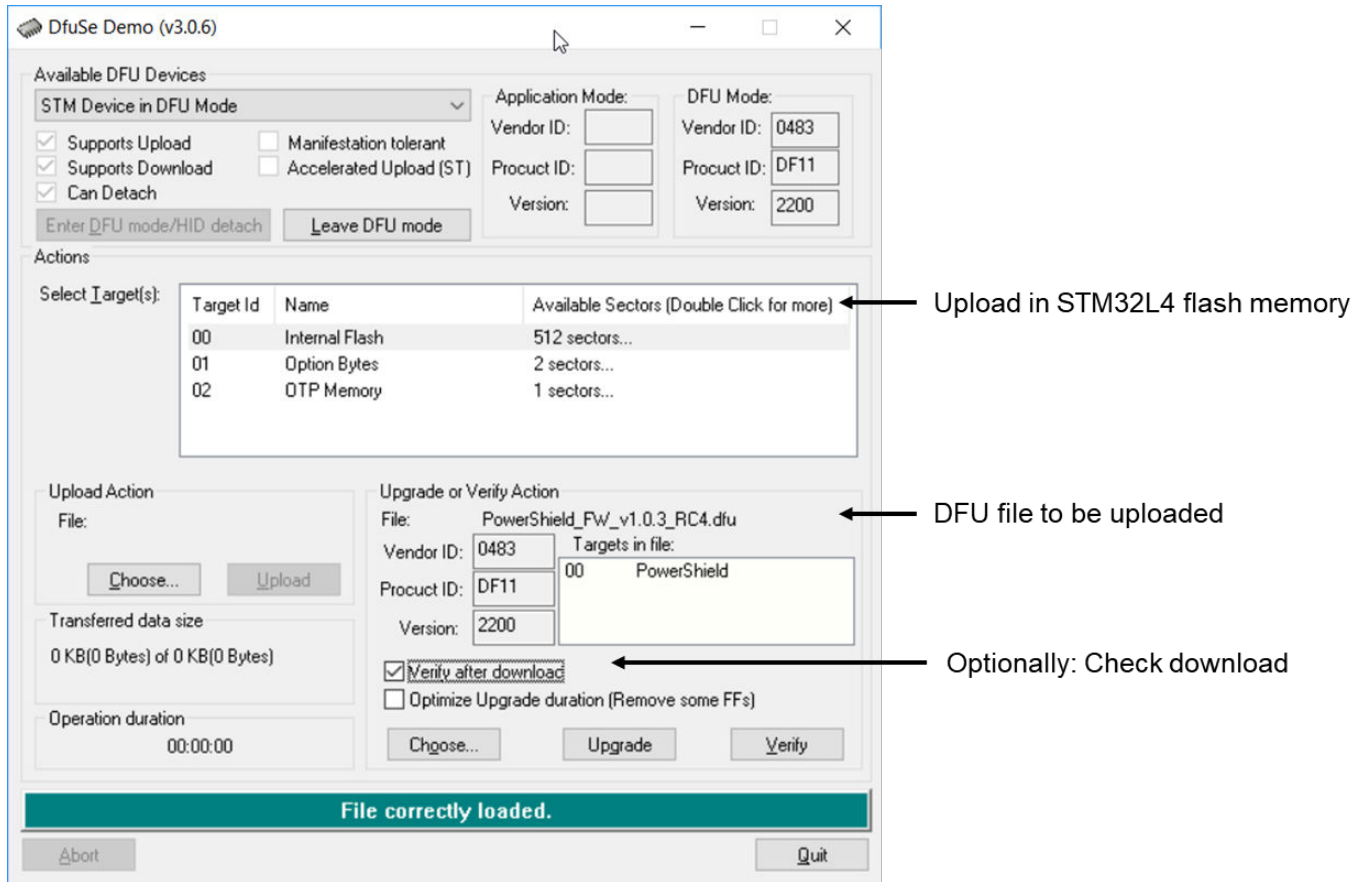 DfuSe Demo (v3.0.6)
Available DFU Devices
STM Device in DFU Mode
Supports Upload
Manifestation tolerant
Supports Download
Accelerated Upload (ST)
Can Detach
Enter DFU mode/HID detach
Leave DFU mode
Application Mode:
Vendor ID:
Procuct ID:
Version:
DFU Mode:
Vendor ID: 0483
Procuct ID: DF11
Version: 2200
Actions
Select Target(s):
Target Id Name Available Sectors (Double Click for more)
00 Internal Flash 512 sectors...
01 Option Bytes 2 sectors...
02 OTP Memory 1 sectors...
Upload in STM32L4 flash memory
Upload Action
File:
Choose...
Upload
Transferred data size
0 KB(0 Bytes) of 0 KB(0 Bytes)
Operation duration
00:00:00
Upgrade or Verify Action
File: PowerShield_FW_v1.0.3_RC4.dfu
DFU file to be uploaded
Vendor ID: 0483
Procuct ID: DF11
Version: 2200
Targets in file:
00 PowerShield
Verify after download
Optionally: Check download
Optimize Upgrade duration (Remove some FFs)
Choose...
Upgrade
Verify
File correctly loaded.
Abort
Quit